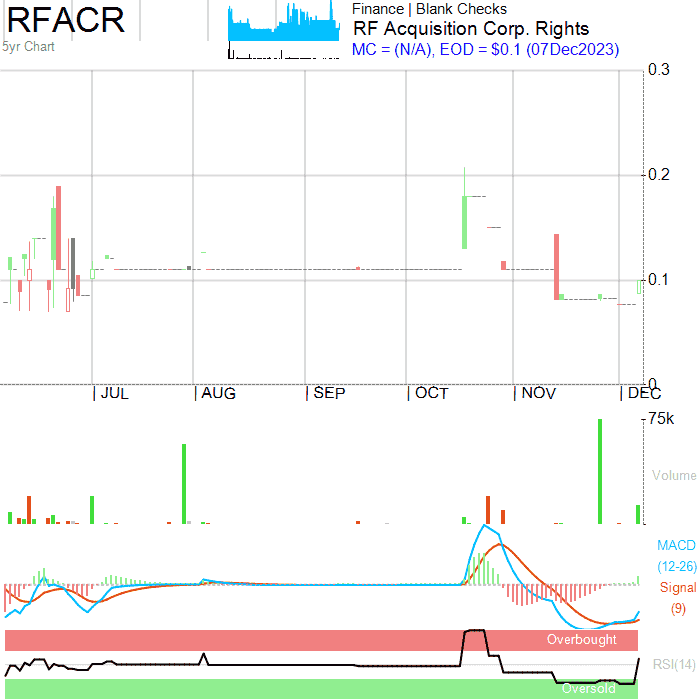 RFACR
5yr Chart
Finance | Blank Checks
RF Acquisition Corp. Rights
MC = (N/A), EOD = $0.1 (07Dec2023)
0.3
0.2
0.1
0
| JUL | AUG | SEP | OCT | NOV | DEC
75k
Volume
MACD
(12-26)
Signal
(9)
Overbought
RSI(14)
Oversold